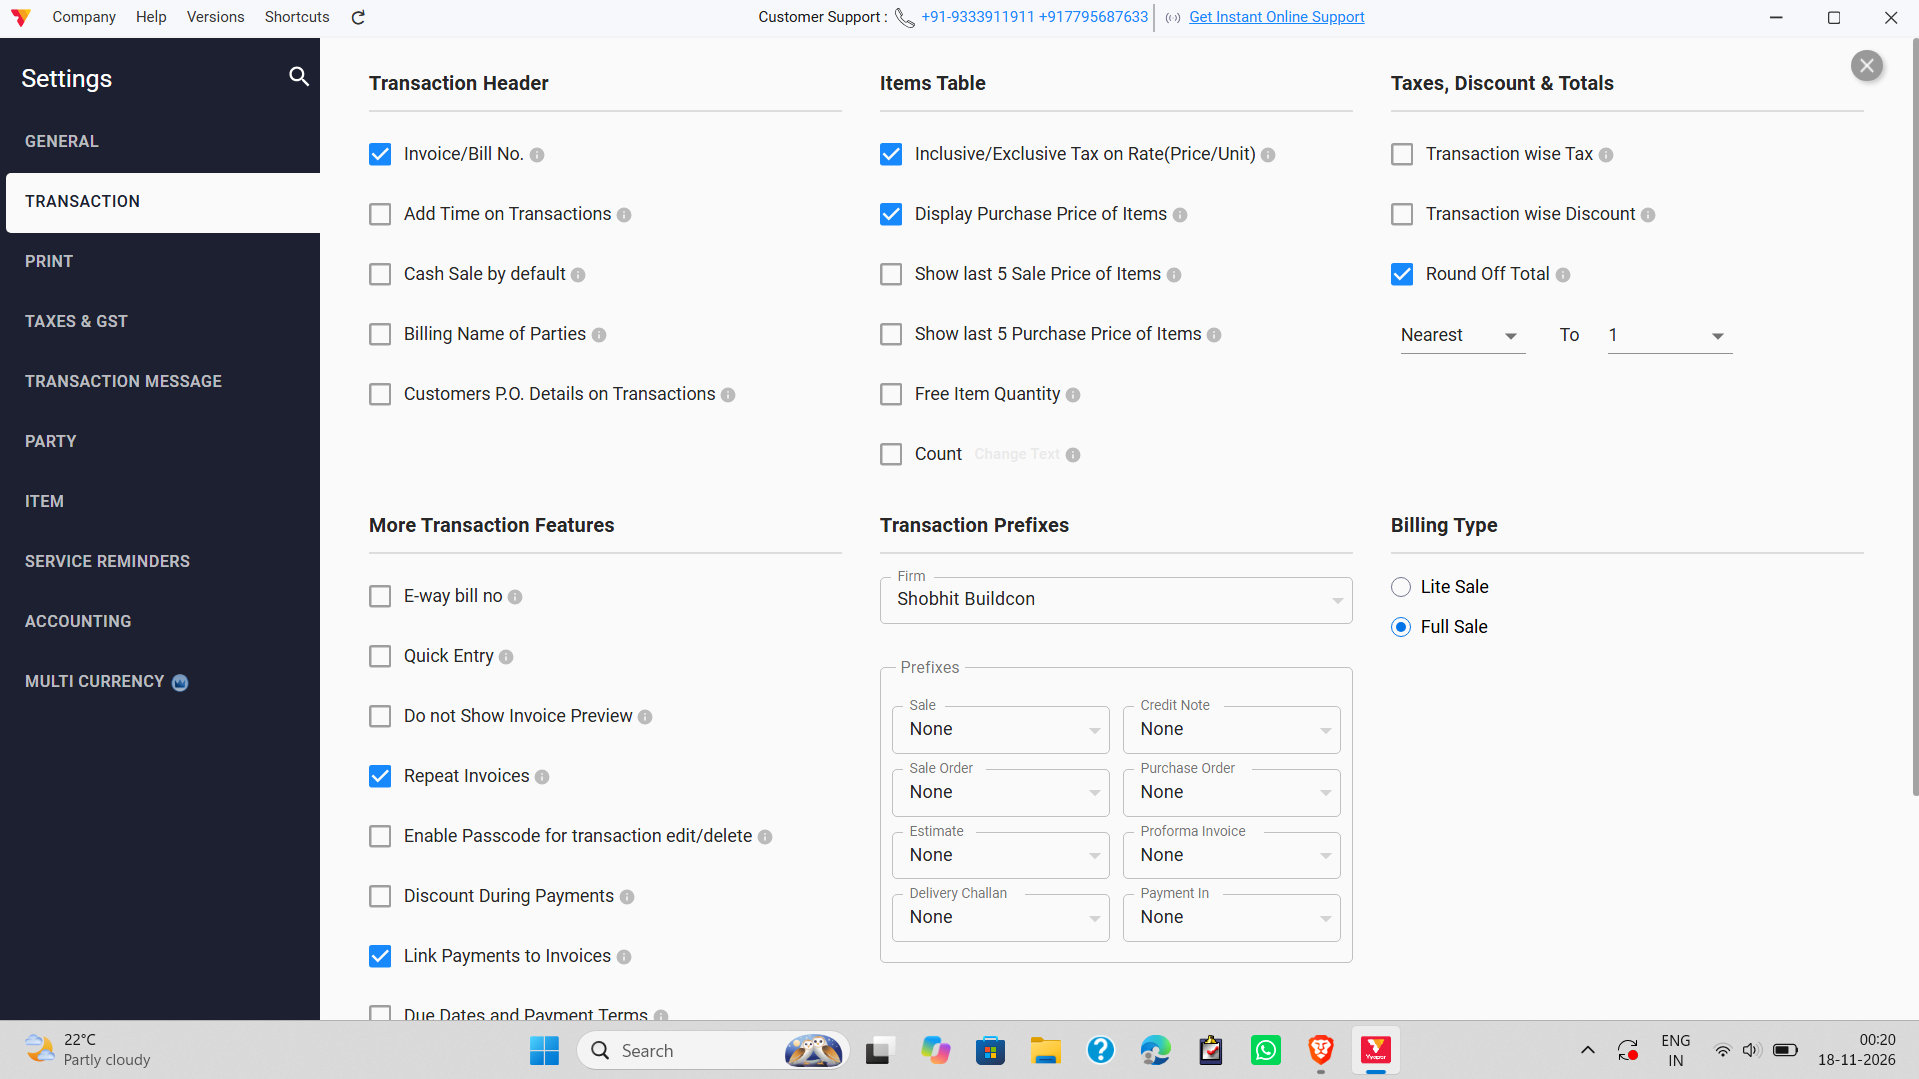 Company Help Versions Shortcuts
Customer Support : +91-9333911911 +917795687633 Get Instant Online Support
Settings
GENERAL
TRANSACTION
PRINT
TAXES & GST
TRANSACTION MESSAGE
PARTY
ITEM
SERVICE REMINDERS
ACCOUNTING
MULTI CURRENCY
Transaction Header
Invoice/Bill No.
Add Time on Transactions
Cash Sale by default
Billing Name of Parties
Customers P.O. Details on Transactions
Items Table
Inclusive/Exclusive Tax on Rate(Price/Unit)
Display Purchase Price of Items
Show last 5 Sale Price of Items
Show last 5 Purchase Price of Items
Free Item Quantity
Count Change Text
Taxes, Discount & Totals
Transaction wise Tax
Transaction wise Discount
Round Off Total
Nearest To 1
More Transaction Features
E-way bill no
Quick Entry
Do not Show Invoice Preview
Repeat Invoices
Enable Passcode for transaction edit/delete
Discount During Payments
Link Payments to Invoices
Due Dates and Payment Terms
Transaction Prefixes
Firm
Shobhit Buildcon
Prefixes
Sale
None
Credit Note
None
Sale Order
None
Purchase Order
None
Estimate
None
Proforma Invoice
None
Delivery Challan
None
Payment In
None
Billing Type
Lite Sale
Full Sale
22°C
Partly cloudy
Search
Vyapar
ENG
IN
00:20
18-11-2026